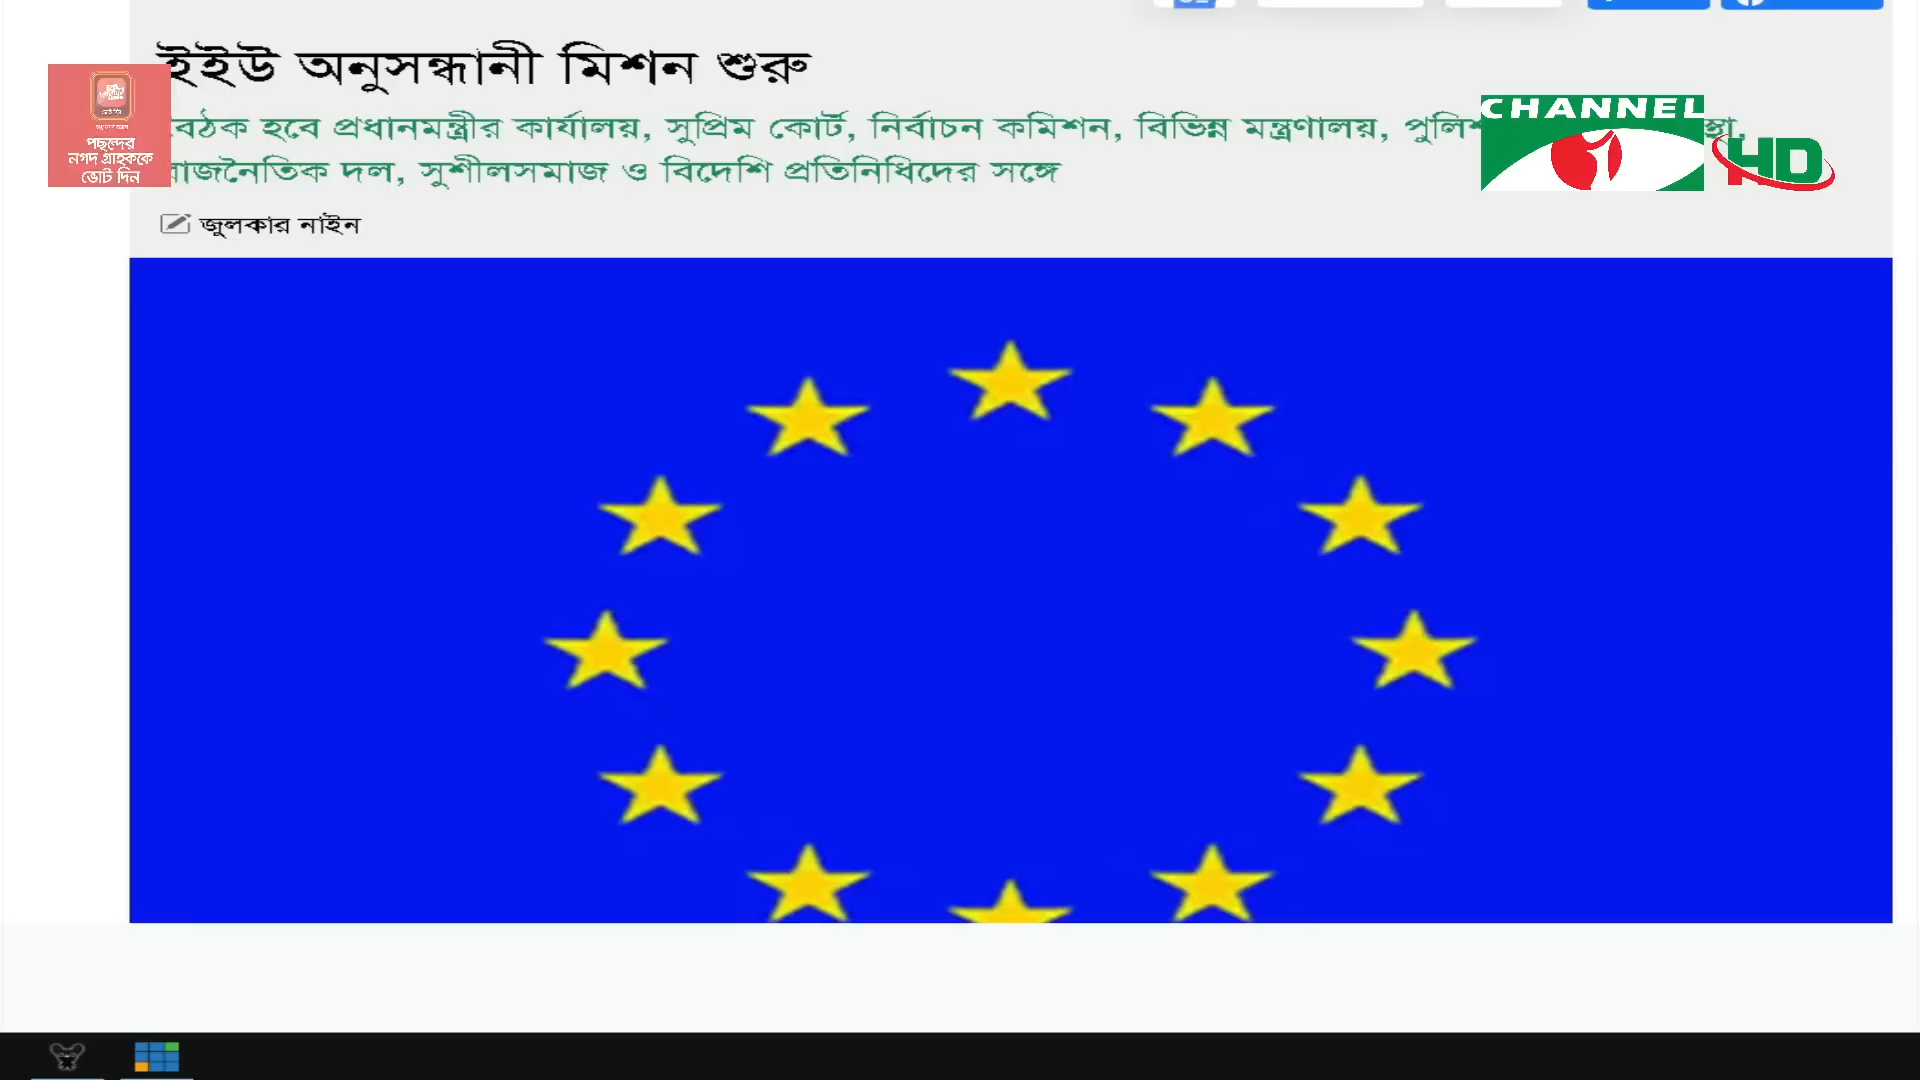 ইইউ অনুসন্ধানী মিশন শুরু
বৈঠক হবে প্রধানমন্ত্রীর কার্যালয়, সুপ্রিম কোর্ট, নির্বাচন কমিশন, বিভিন্ন মন্ত্রণালয়,
রাজনৈতিক দল, সুশীলসমাজ ও বিদেশি প্রতিনিধিদের সঙ্গে
জুলকার নাইন
পছন্দের
নগদ গ্রাহককে
ভোট দিন
CHANNEL
HD